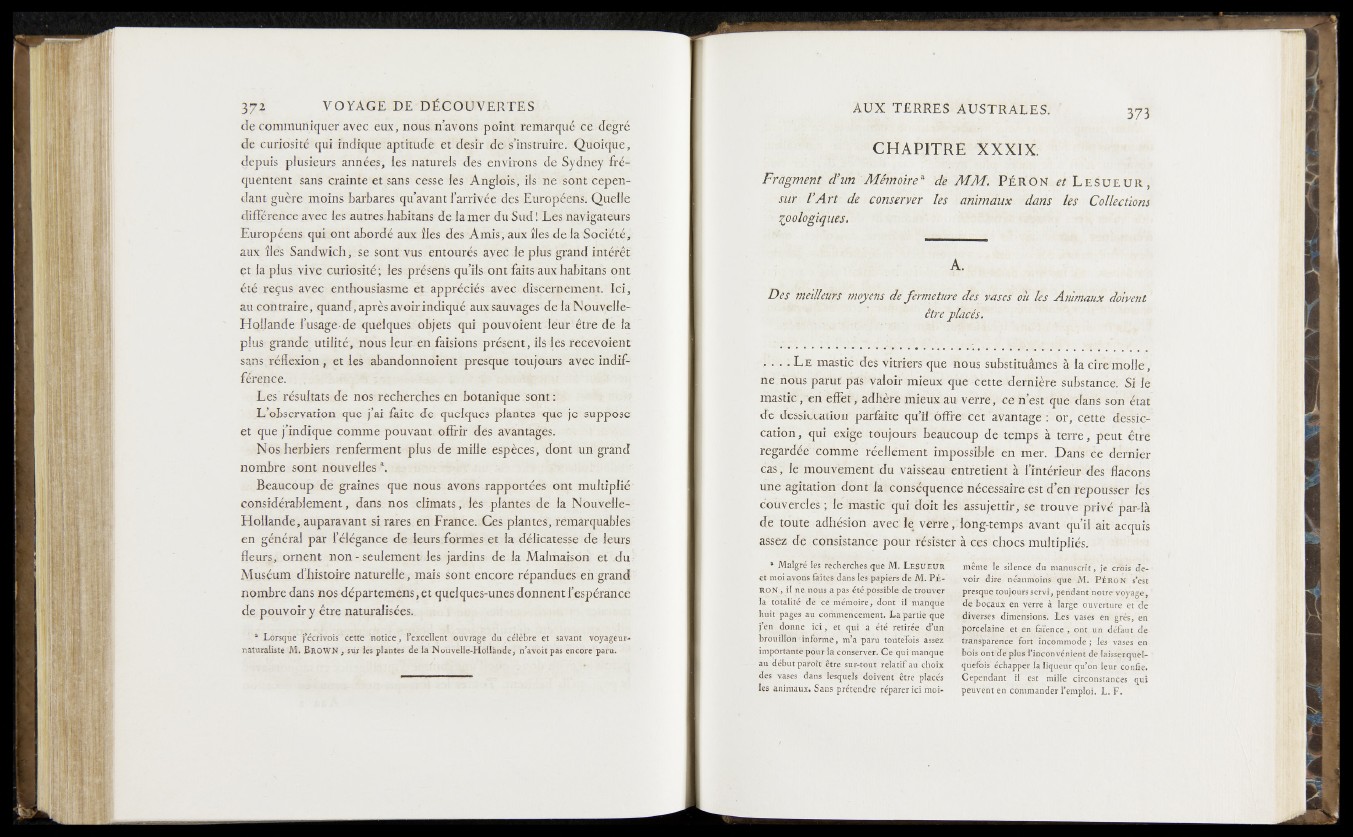 372 VOYAGE DE DÉCOUVERTES
de communiquer avec eux, nous n'avons point remarqué ce degré
de curiosité qui indique aptitude et desir de s'instruire. Quoique,
depuis plusieurs années, les naturels des environs de Sydney fré-
quentent sans crainte et sans cesse les Anglois, ils ne sont cepen-
dant guère moins barbares qu'avant l'arrivée des Européens. Quelle
différence avec les autres habitans de la mer du Sud! Les navigateurs
Européens qui ont abordé aux îles des Amis, aux îles de la Société,
aux îles Sandwich, se sont vus entourés avec le plus grand intérêt
et la plus vive curiosité; les présens qu'ils ont faits aux habitans ont
été reçus avec enthousiasme et appréciés avec discernement. Ici,
au contraire, quand, après avoir indiqué aux sauvages de la Nouvelle-
Hollande l'usage de quelques objets qui pouvoient leur être de la
plus grande utilité, nous leur en faisions présent, ils les recevoient
sans réflexion, et les abandonnoient presque toujours avec indif-
férence.
Les résultats de nos recherches en botanique sont:
L'observation que j'ai faite de quelques plantes que je suppose
et que j'indique comme pouvant offrir des avantages.
Nos herbiers renferment plus de mille espèces, dont un grand
nombre sont nouvelles ª.
Beaucoup de graines que nous avons rapportées ont multiplié
considérablement, dans nos climats, les plantes de la Nouvelle-
Hollande, auparavant si rares en France. Ces plantes, remarquables
en général par l'élégance de leurs formes et la délicatesse de leurs
fleurs, ornent non-seulement les jardins de la Malmaison et du
Muséum d'histoire naturelle, mais sont encore répandues en grand
nombre dans nos départemens, et quelques-unes donnent l'espérance
de pouvoir y être naturalisées.
ª Lorsque j'écrivois cette notice, l'excellent ouvrage du célèbre et savant voyageur-
naturaliste M. BROWN, sur les plantes de la Nouvelle-Hollande, n'avoit pas encore paru.
AUX TERRES AUSTRALES. 373
CHAPITRE XXXIX.
Fragment d'un Mémoire ª de MM. PÉRON et LESUEUR,
sur l'Art de conserver les animaux dans les Collections
zoologiques.
A.
Des meilleurs moyens de fermeture des vases où les Animaux doivent
être placés.
. . . . LE mastic des vitriers que nous substituâmes à la cire molle,
ne nous parut pas valoir mieux que cette dernière substance. Si le
mastic, en effet, adhère mieux au verre, ce n'est que dans son état
de dessiccation parfaite qu'il offre cet avantage: or, cette dessic-
cation, qui exige toujours beaucoup de temps à terre, peut être
regardée comme réellement impossible en mer. Dans ce dernier
cas, le mouvement du vaisseau entretient à l'intérieur des flacons
une agitation dont la conséquence nécessaire est d'en repousser les
couvercles; le mastic qui doit les assujettir, se trouve privé par-là
de toute adhésion avec le verre, long-temps avant qu'il ait acquis
assez de consistance pour résister à ces chocs multipliés.
ª Malgré les recherches que M. LESUEUR
et moi avons faites dans les papiers de M. PÉ-
RON, il ne nous a pas été possible de trouver
la totalité de ce mémoire, dont il manque
huit pages au commencement. La partie que
j'en donne ici, et qui a été retirée d'un
brouillon informe, m'a paru toutefois assez
importante pour la conserver. Ce qui manque
au début paroît être sur-tout relatif au choix
des vases dans lesquels doivent être placés
les animaux. Sans prétendre réparer ici moi-
même le silence du manuscrit, je crois de-
voir dire néanmoins que M. PÉRON s'est
presque toujours servi, pendant notre voyage,
de bocaux en verre à large ouverture et de
diverses dimensions. Les vases en grès, en
porcelaine et en faïence, ont un défaut de
transparence fort incommode; les vases en
bois ont de plus l'inconvénient de laisser quel-
quefois échapper la liqueur qu'on leur confie.
Cependant il est mille circonstances qui
peuvent en commander l'emploi. L. F.